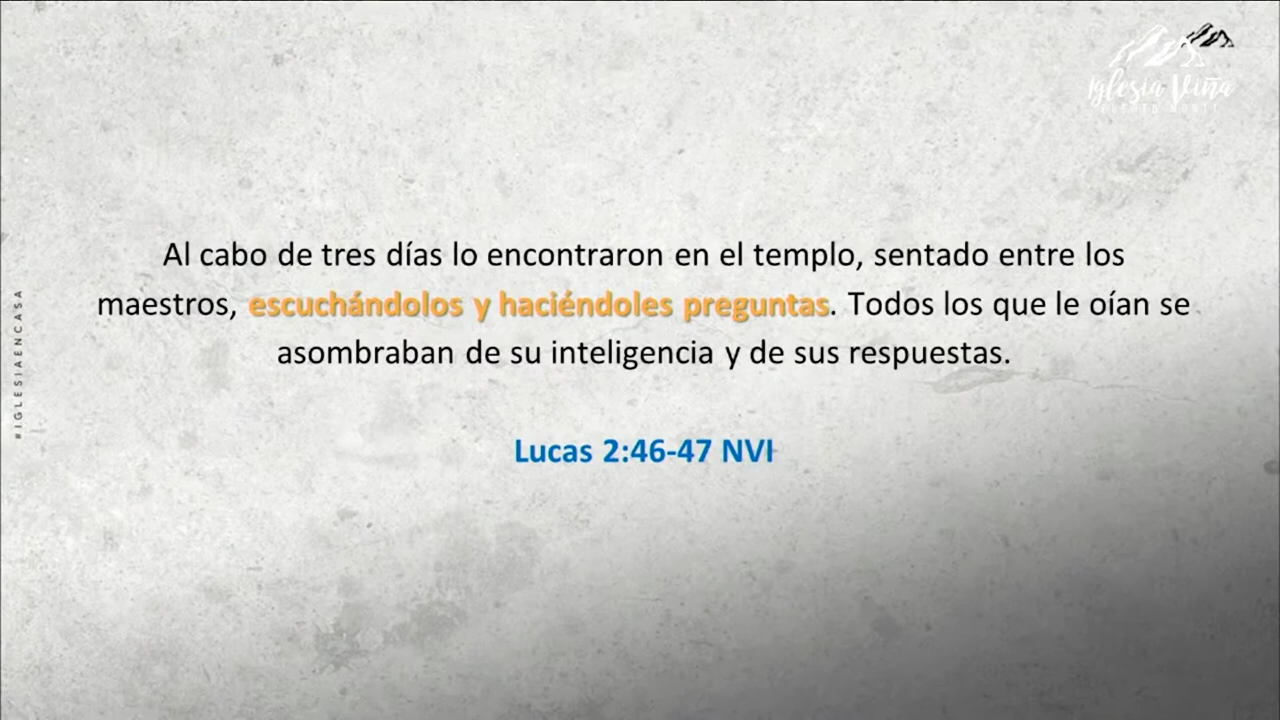 Iglesia Viña
Al cabo de tres días lo encontraron en el templo, sentado entre los
maestros, escuchándolos y haciéndoles preguntas. Todos los que le oían se
asombraban de su inteligencia y de sus respuestas.
Lucas 2:46-47 NVI
#IGLESIAENCASA